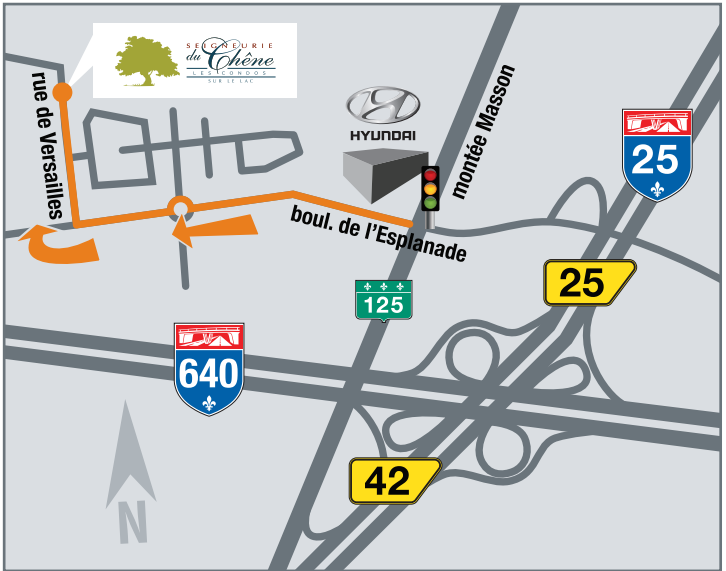 SEIGNEURIE
du Chêne
LES CONDOS
SUR LE LAC
rue de Versailles
HYUNDAI
montée Masson
boul. de l'Esplanade
25
25
125
640
42
N